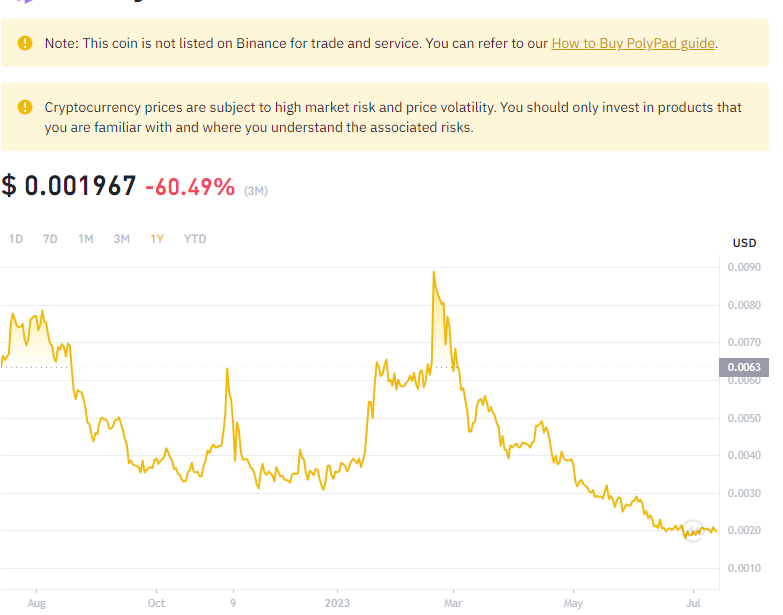 Note: This coin is not listed on Binance for trade and service. You can refer to our How to Buy PolyPad guide.
Cryptocurrency prices are subject to high market risk and price volatility. You should only invest in products that
you are familiar with and where you understand the associated risks.
$ 0.001967 -60.49% (3M)
1D 7D 1M 3M 1Y YTD
USD
0.0090
0.0080
0.0070
0.0063
0.0060
0.0050
0.0040
0.0030
0.0020
0.0010
Aug Oct 9 2023 Mar May Jul